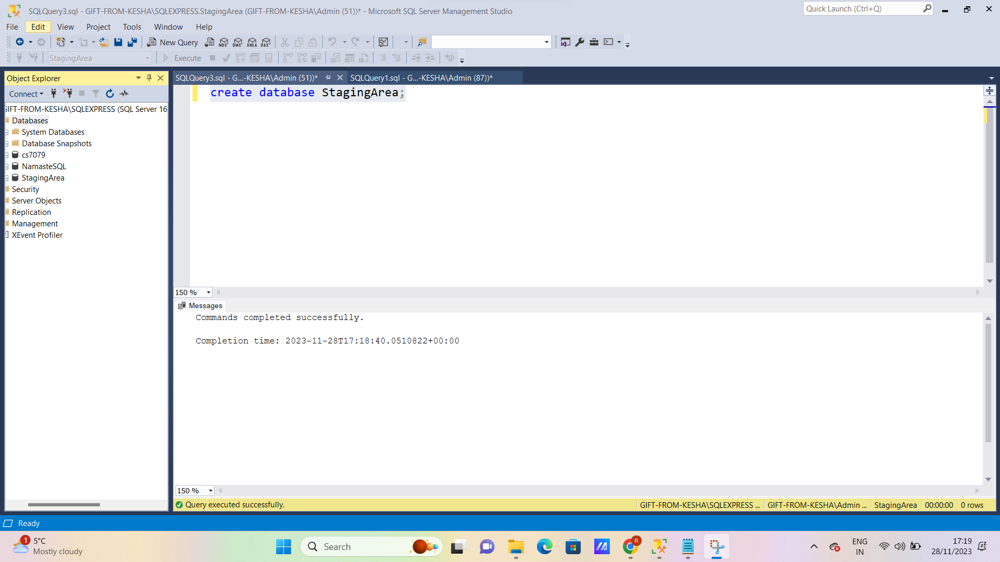 SQLQuery3.sql - GIFT-FROM-KESHA\SQLEXPRESS.StagingArea (GIFT-FROM-KESHA\Admin (51))* - Microsoft SQL Server Management Studio
Quick Launch (Ctrl+Q)
File Edit View Project Tools Window Help
New Query MDX DMX XMLA DAX
StagingArea Execute
Object Explorer
SQLQuery3.sql - G...-KESHA\Admin (51))* SQLQuery1.sql - G...-KESHA\Admin (87))*
Connect
create database StagingArea;
GIFT-FROM-KESHA\SQLEXPRESS (SQL Server 16
Databases
System Databases
Database Snapshots
cs7079
NamasteSQL
StagingArea
Security
Server Objects
Replication
Management
XEvent Profiler
150 %
Messages
Commands completed successfully.
Completion time: 2023-11-28T17:18:40.0510822+00:00
150 %
Query executed successfully. GIFT-FROM-KESHA\SQLEXPRESS ... GIFT-FROM-KESHA\Admin ... StagingArea 00:00:00 0 rows
Ready
1
5°C
Mostly cloudy
Search
R
ENG
IN
17:19
28/11/2023